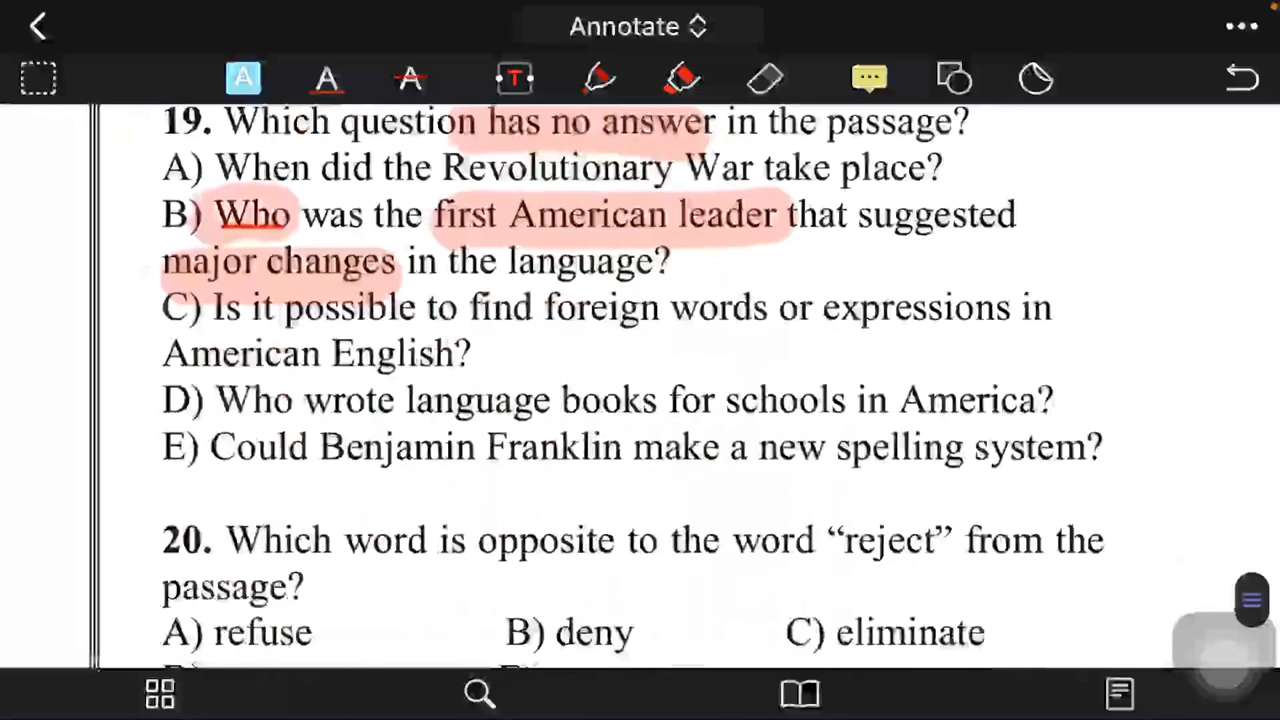 Annotate
A
A
A
T
19. Which question has no answer in the passage?
A) When did the Revolutionary War take place?
B) Who was the first American leader that suggested
major changes in the language?
C) Is it possible to find foreign words or expressions in
American English?
D) Who wrote language books for schools in America?
E) Could Benjamin Franklin make a new spelling system?
20. Which word is opposite to the word “reject” from the
passage?
A) refuse B) deny C) eliminate